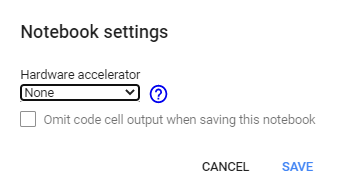 Notebook settings
Hardware accelerator
None
?
Omit code cell output when saving this notebook
CANCEL SAVE